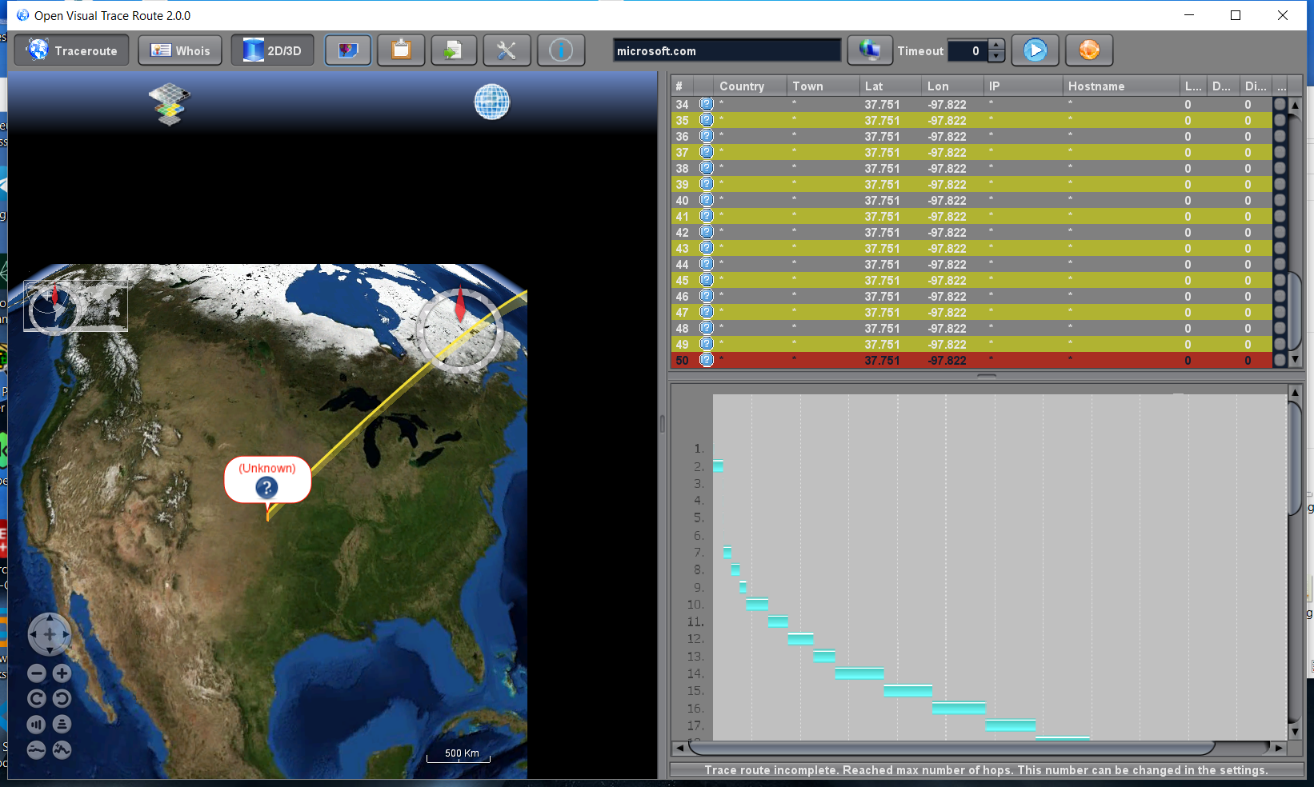 Open Visual Trace Route 2.0.0
Traceroute Whois 2D/3D microsoft.com Timeout 0
# Country Town Lat Lon IP Hostname L... D... Di... ...
34 * * 37.751 -97.822 * * 0 0
35 * * 37.751 -97.822 * * 0 0
36 * * 37.751 -97.822 * * 0 0
37 * * 37.751 -97.822 * * 0 0
38 * * 37.751 -97.822 * * 0 0
39 * * 37.751 -97.822 * * 0 0
40 * * 37.751 -97.822 * * 0 0
41 * * 37.751 -97.822 * * 0 0
42 * * 37.751 -97.822 * * 0 0
43 * * 37.751 -97.822 * * 0 0
44 * * 37.751 -97.822 * * 0 0
45 * * 37.751 -97.822 * * 0 0
46 * * 37.751 -97.822 * * 0 0
47 * * 37.751 -97.822 * * 0 0
48 * * 37.751 -97.822 * * 0 0
49 * * 37.751 -97.822 * * 0 0
50 * * 37.751 -97.822 * * 0 0
(Unknown)
?
500 Km
1.
2.
3.
4.
5.
6.
7.
8.
9.
10.
11.
12.
13.
14.
15.
16.
17.
Trace route incomplete. Reached max number of hops. This number can be changed in the settings.